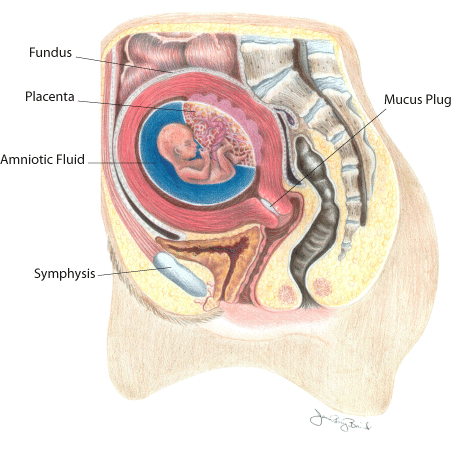 Fundus
Placenta
Mucus Plug
Amniotic Fluid
Symphysis